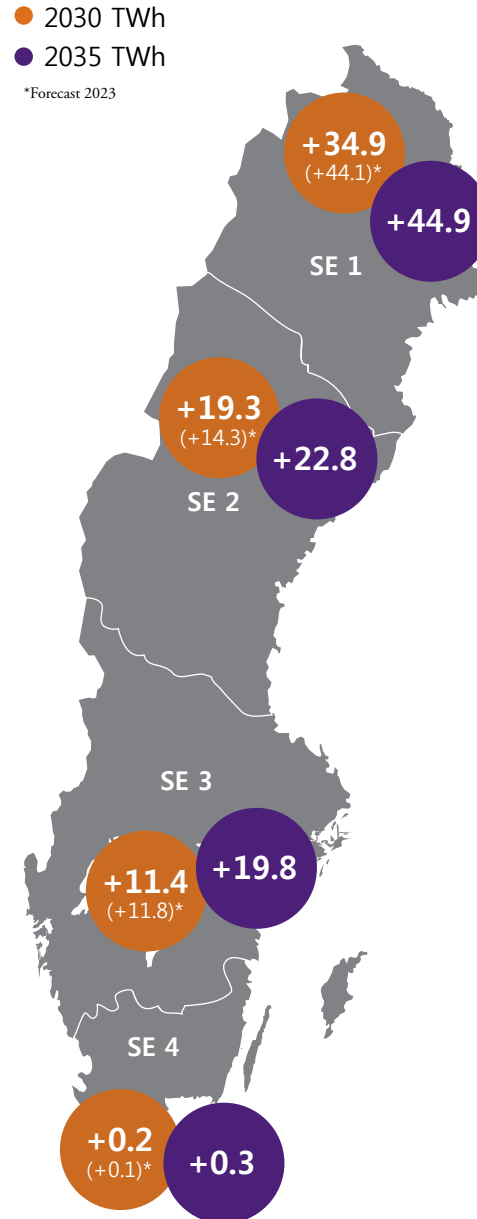 2030 TWh
2035 TWh
*Forecast 2023
+34.9
(+44.1)*
+44.9
SE 1
+19.3
(+14.3)*
+22.8
SE 2
SE 3
+11.4
(+11.8)*
+19.8
SE 4
+0.2
(+0.1)*
+0.3